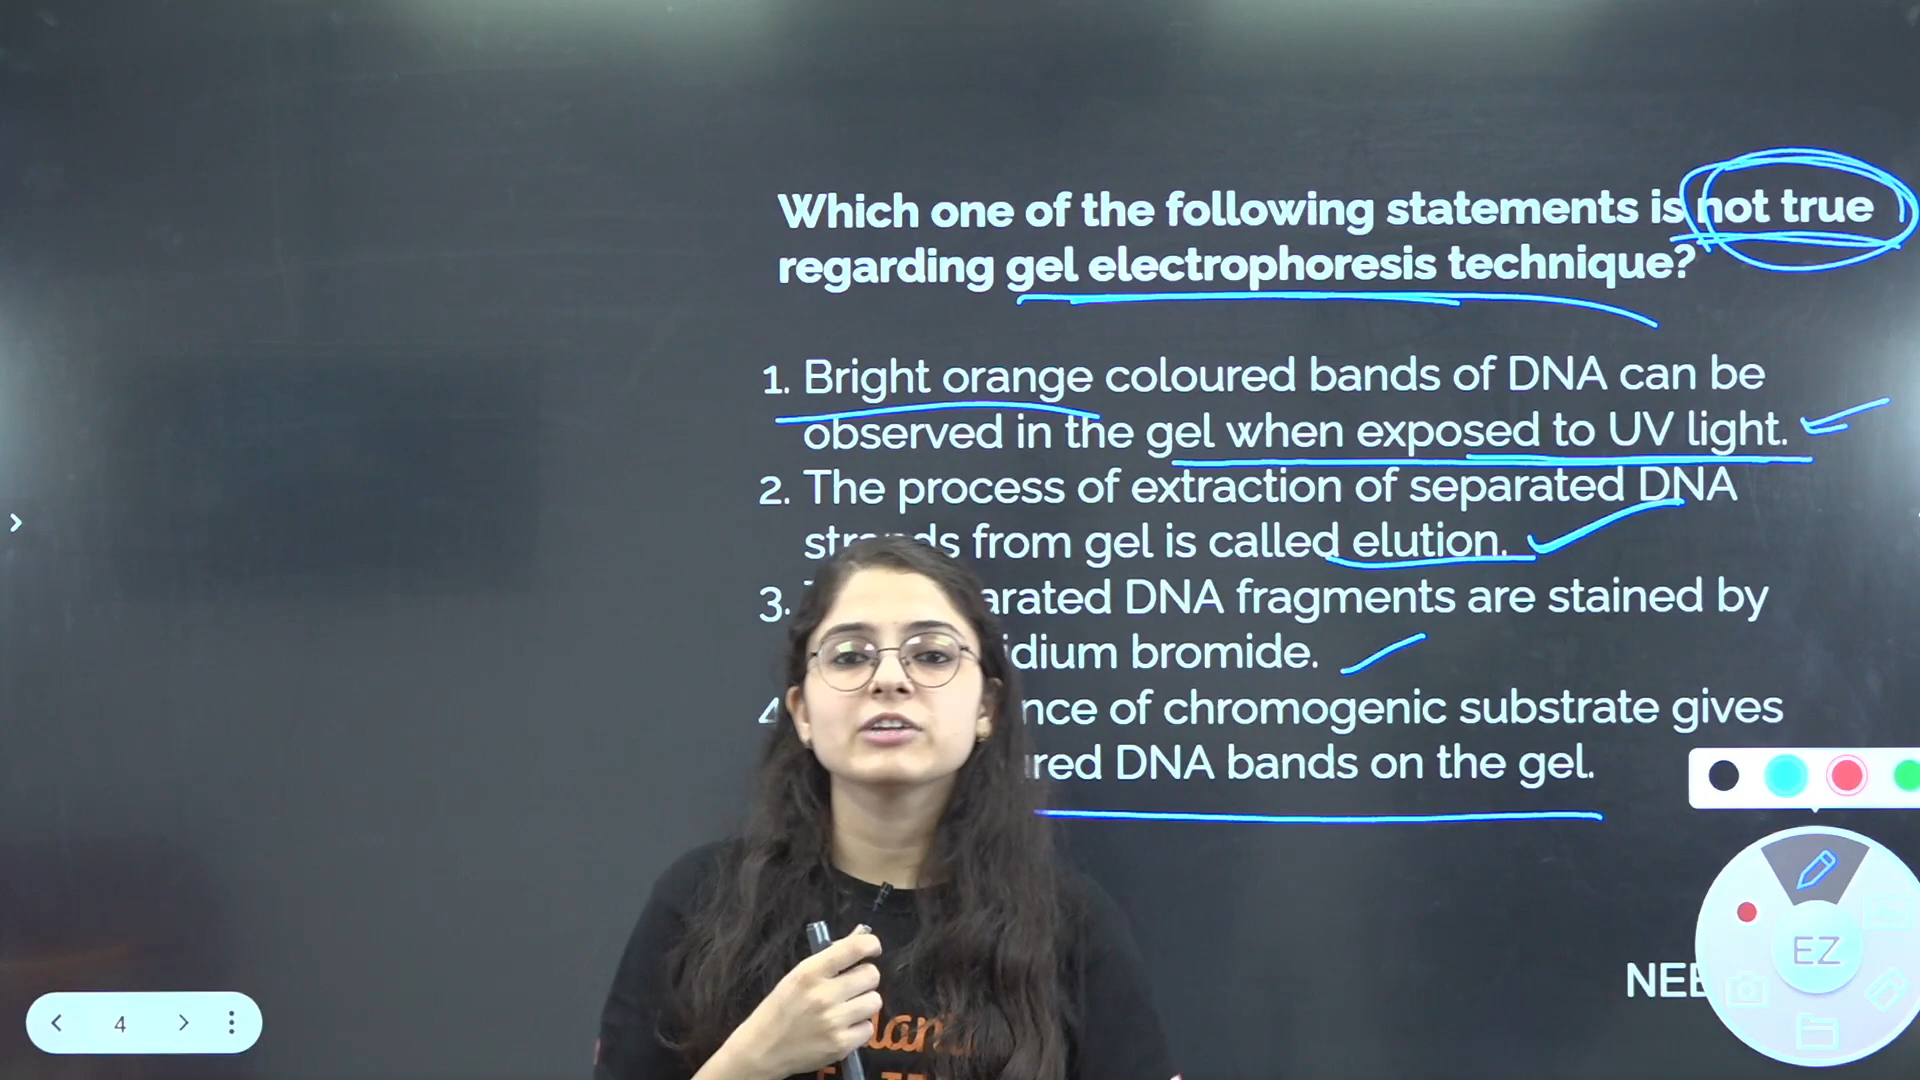 Which one of the following statements is not true
regarding gel electrophoresis technique?
1. Bright orange coloured bands of DNA can be
observed in the gel when exposed to UV light.
2. The process of extraction of separated DNA
strands from gel is called elution.
3. arated DNA fragments are stained by
idium bromide.
4 nce of chromogenic substrate gives
red DNA bands on the gel.
EZ
NEE
4